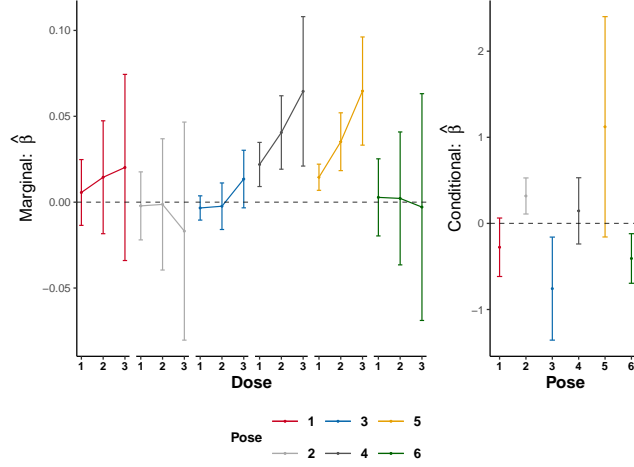 Marginal: β̂
0.10
0.05
0.00
−0.05
1 2 3 1 2 3 1 2 3 1 2 3 1 2 3 1 2 3
Dose
Conditional: β̂
2
1
0
−1
1 2 3 4 5 6
Pose
Pose
1 3 5
2 4 6